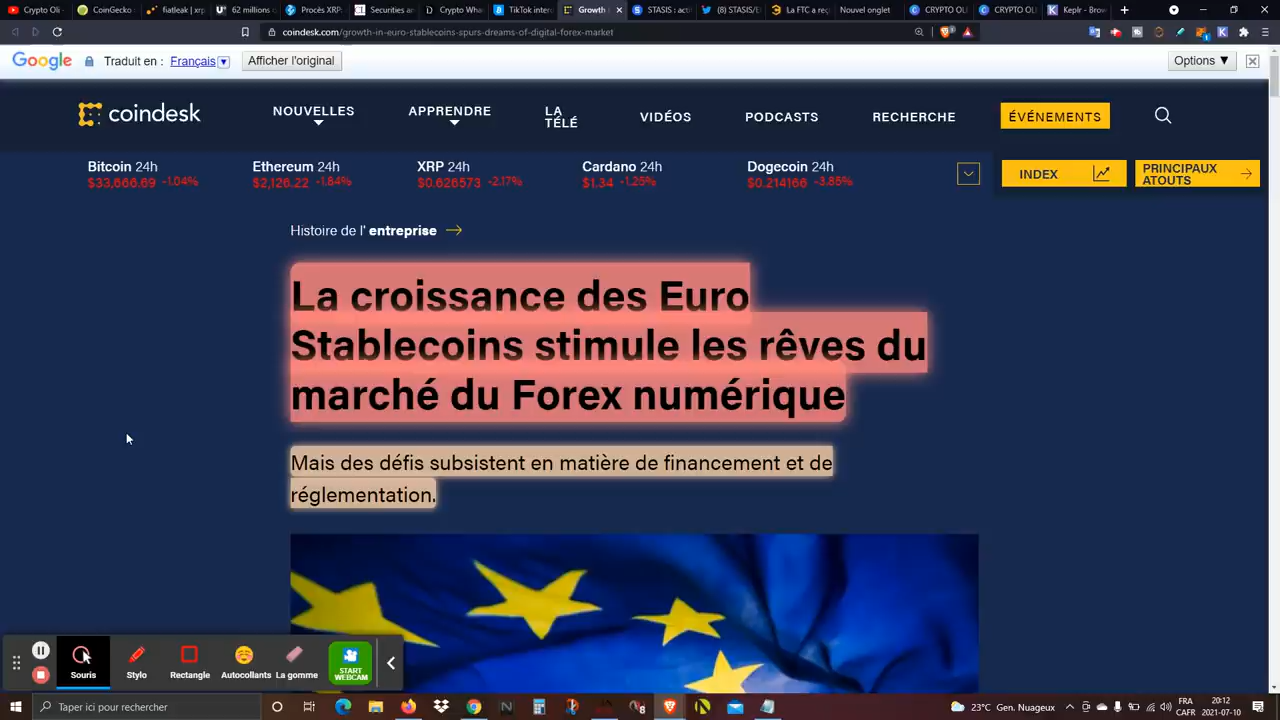 Crypto Oli
CoinGecko
fiatleak | xrp
62 millions c
Procès XRP
Securities an
Crypto Wha
TikTok inter
Growth
STASIS : acti
(8) STASIS/E
La FTC a reç
Nouvel onglet
CRYPTO OLI
CRYPTO OLI
Keplr - Brow
coindesk.com/growth-in-euro-stablecoins-spurs-dreams-of-digital-forex-market
Google Traduit en : Français Afficher l'original Options ▼
coindesk
NOUVELLES
APPRENDRE
LA
TÉLÉ
VIDÉOS
PODCASTS
RECHERCHE
ÉVÉNEMENTS
Bitcoin 24h
$33,666.69 -1.04%
Ethereum 24h
$2,126.22 -1.84%
XRP 24h
$0.626573 -2.17%
Cardano 24h
$1.34 -1.25%
Dogecoin 24h
$0.214166 -3.85%
INDEX
PRINCIPAUX
ATOUTS
Histoire de l' entreprise
La croissance des Euro
Stablecoins stimule les rêves du
marché du Forex numérique
Mais des défis subsistent en matière de financement et de
réglementation.
Souris
Stylo
Rectangle
Autocollants
La gomme
START
WEBCAM
Taper ici pour rechercher
23°C Gen. Nuageux
FRA
CAFR
20:12
2021-07-10